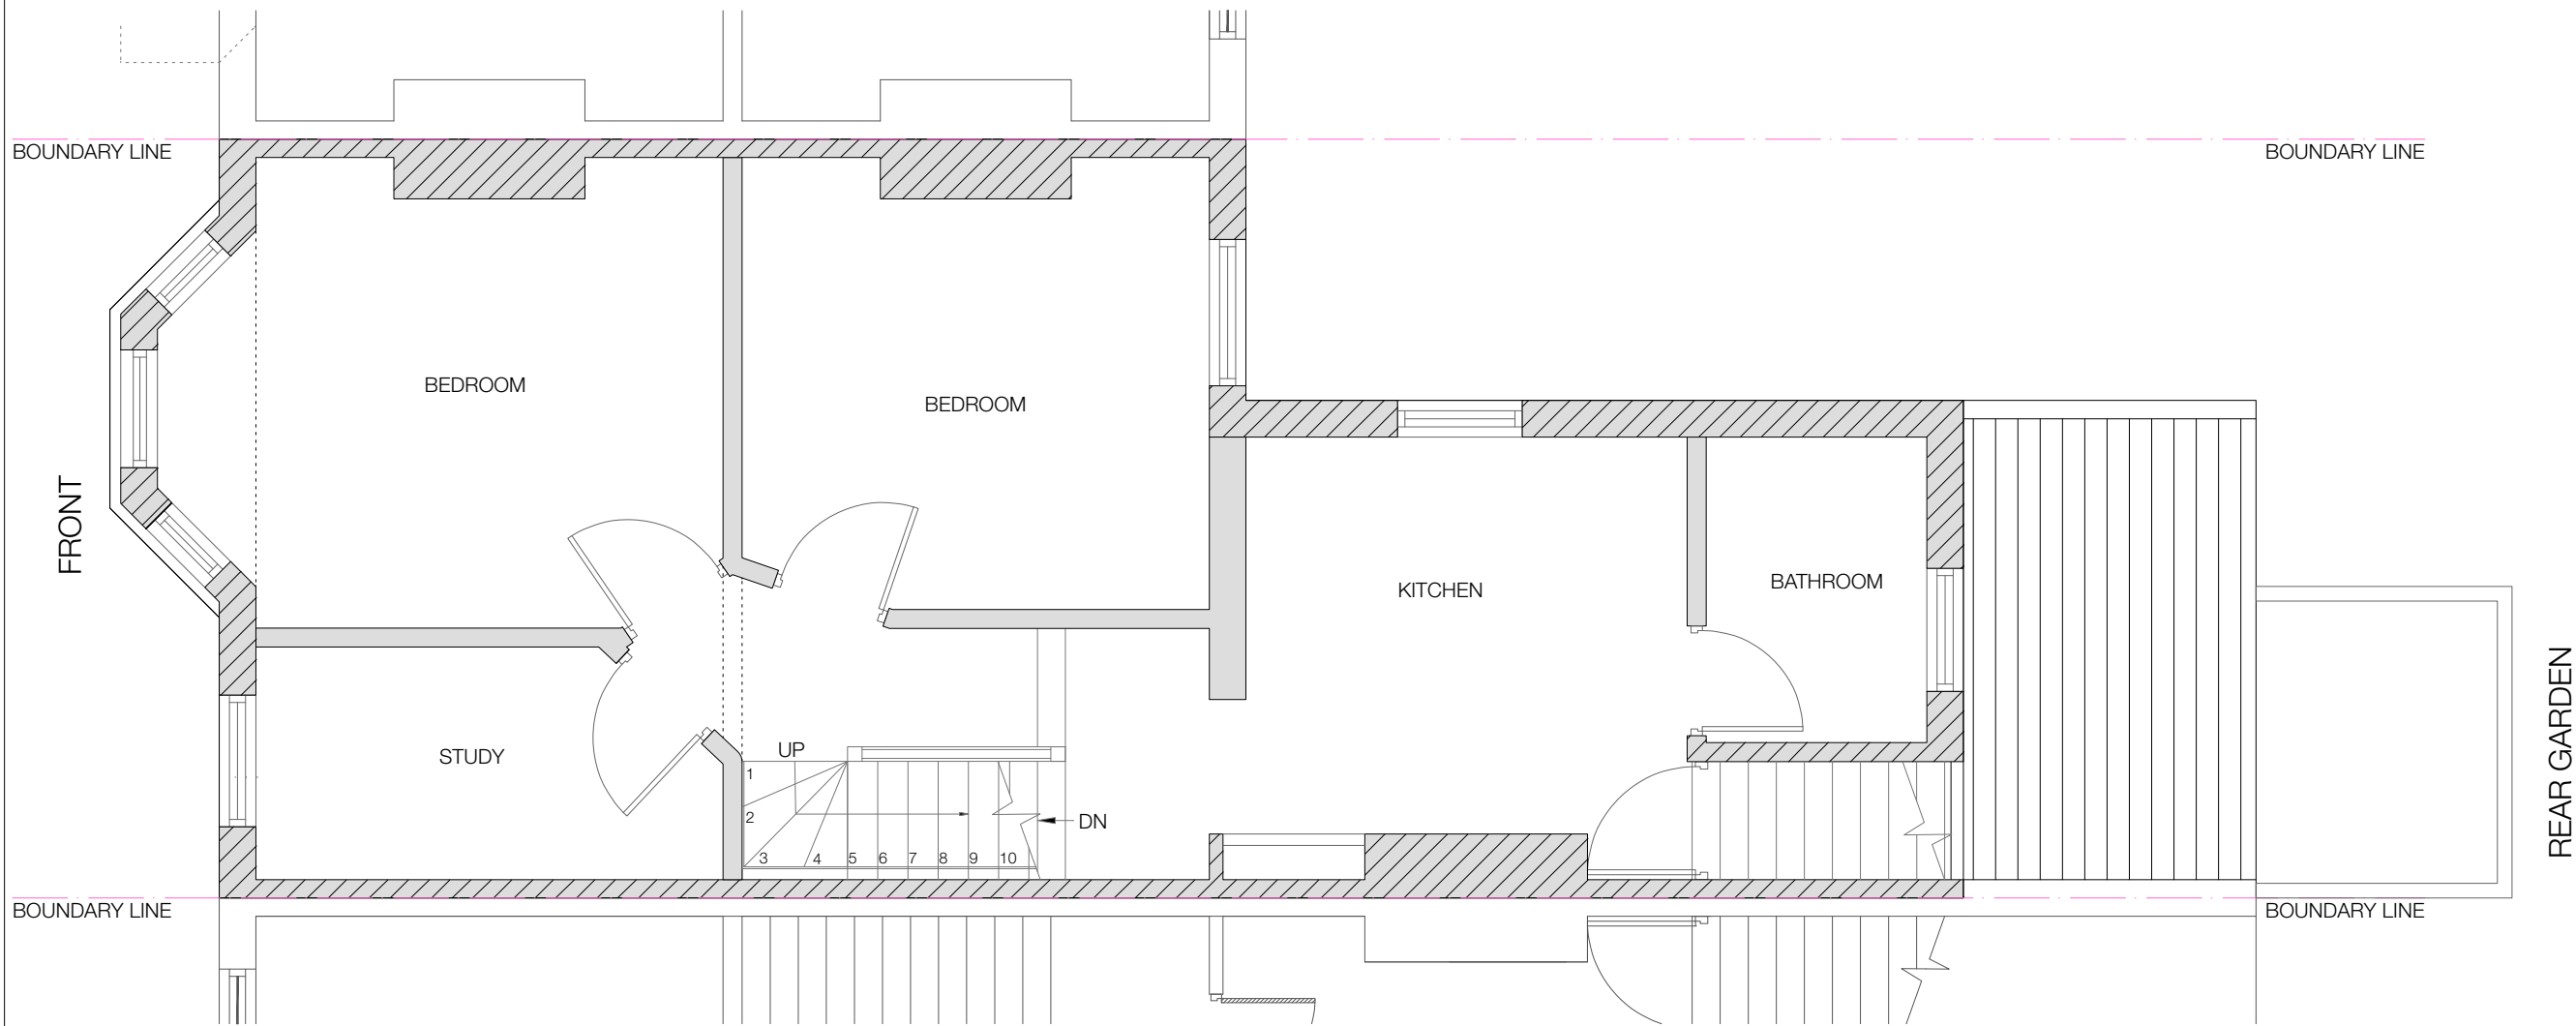 BOUNDARY LINE
BOUNDARY LINE
BEDROOM
BEDROOM
FRONT
KITCHEN
BATHROOM
REAR GARDEN
STUDY
UP
1
2
3
4
5
6
7
8
9
10
DN
BOUNDARY LINE
BOUNDARY LINE